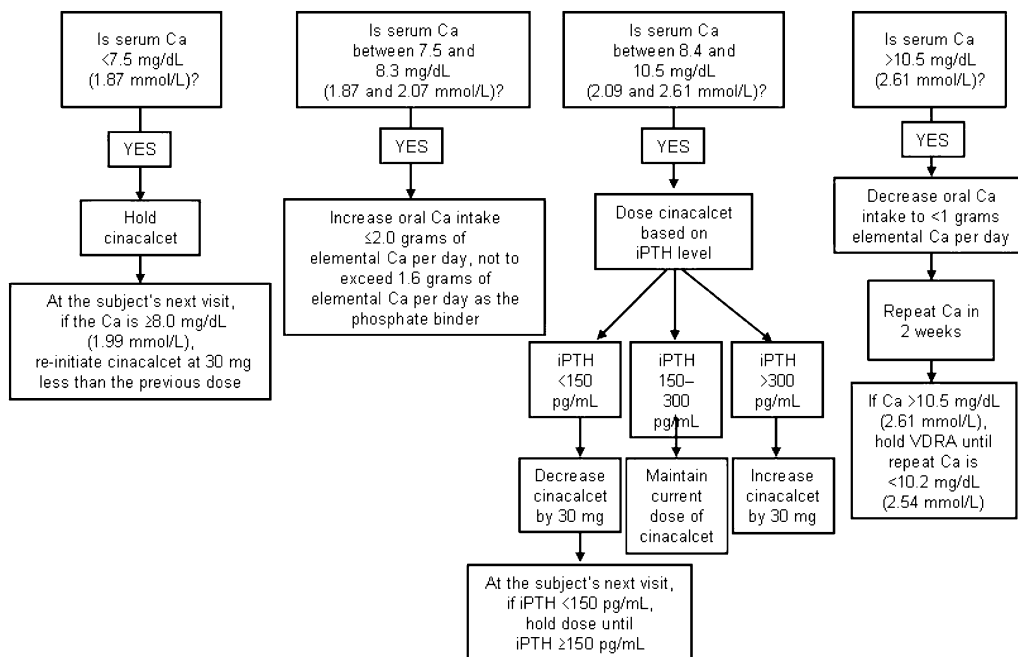 Is serum Ca
<7.5 mg/dL
(1.87 mmol/L)?
YES
Hold
cinacalcet
At the subject's next visit,
if the Ca is ≥8.0 mg/dL
(1.99 mmol/L),
re-initiate cinacalcet at 30 mg
less than the previous dose
Is serum Ca
between 7.5 and
8.3 mg/dL
(1.87 and 2.07 mmol/L)?
YES
Increase oral Ca intake
≤2.0 grams of
elemental Ca per day, not to
exceed 1.6 grams of
elemental Ca per day as the
phosphate binder
Is serum Ca
between 8.4 and
10.5 mg/dL
(2.09 and 2.61 mmol/L)?
YES
Dose cinacalcet
based on
iPTH level
iPTH
<150
pg/mL
Decrease
cinacalcet
by 30 mg
At the subject's next visit,
if iPTH <150 pg/mL,
hold dose until
iPTH ≥150 pg/mL
iPTH
150–
300
pg/mL
Maintain
current
dose of
cinacalcet
iPTH
>300
pg/mL
Increase
cinacalcet
by 30 mg
Is serum Ca
>10.5 mg/dL
(2.61 mmol/L)?
YES
Decrease oral Ca
intake to <1 grams
elemental Ca per day
Repeat Ca in
2 weeks
If Ca >10.5 mg/dL
(2.61 mmol/L),
hold VDRA until
repeat Ca is
<10.2 mg/dL
(2.54 mmol/L)